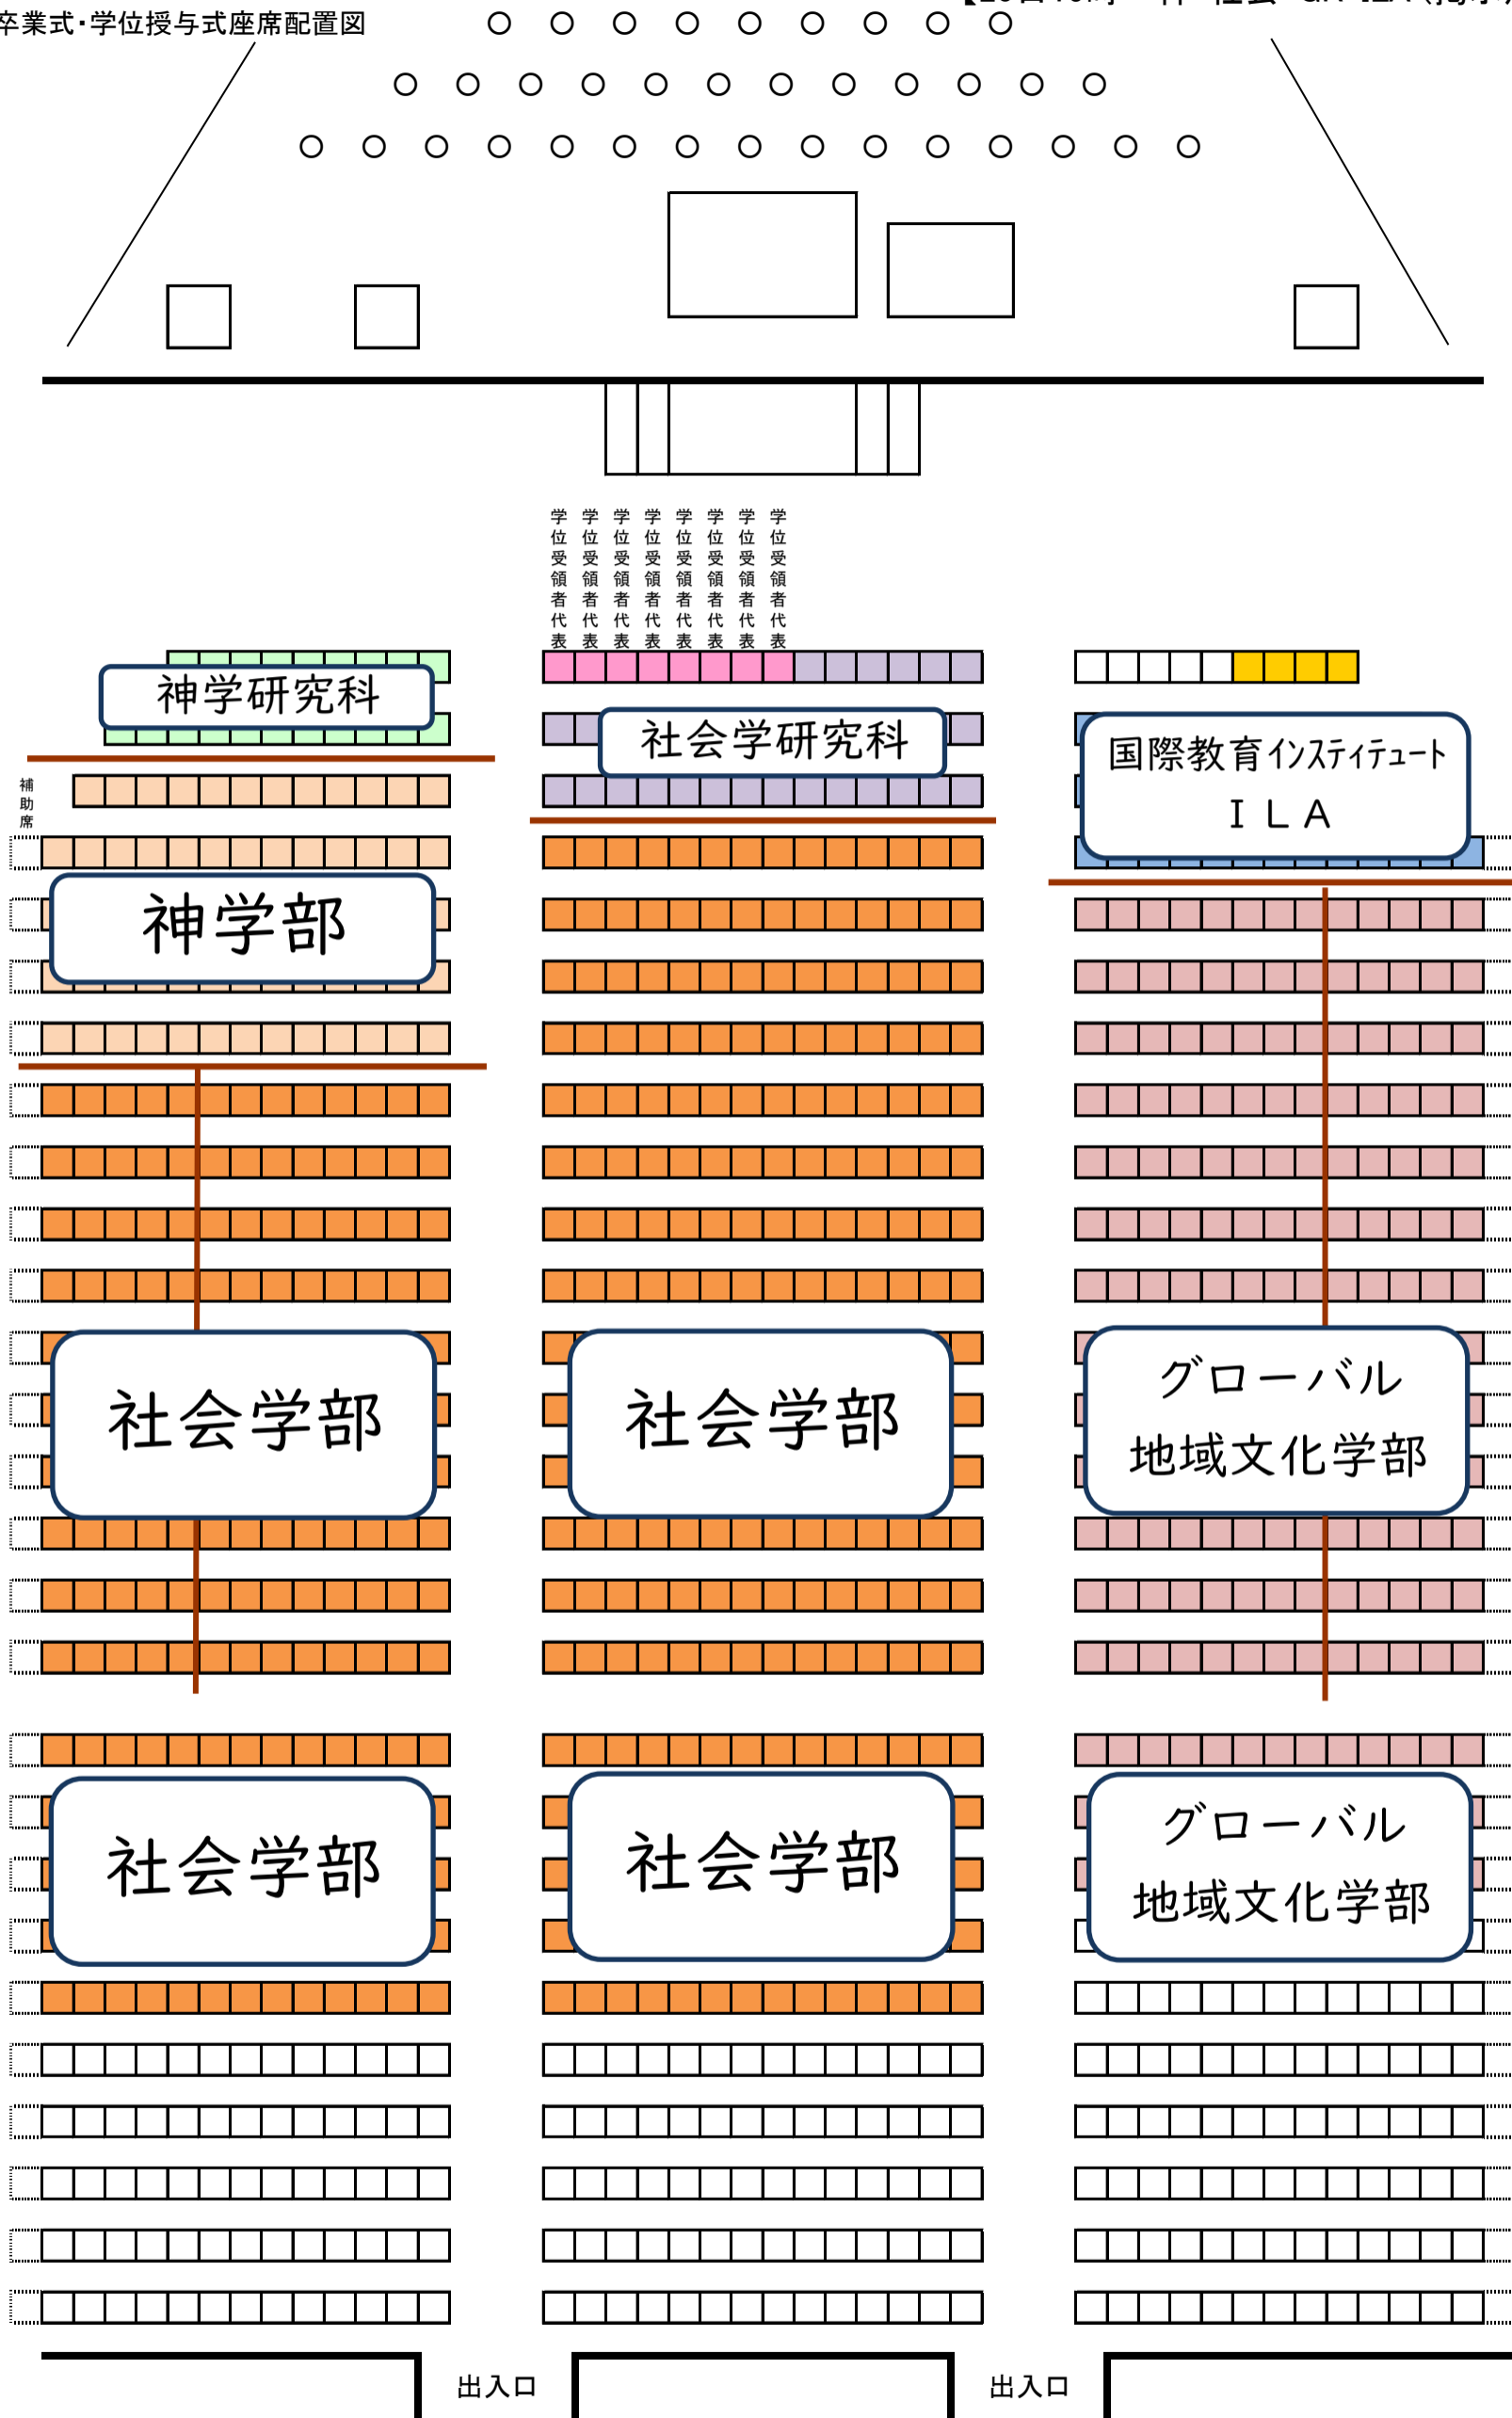 卒業式・学位授与式座席配置図
学位受領者代表
学位受領者代表
学位受領者代表
学位受領者代表
学位受領者代表
学位受領者代表
学位受領者代表
学位受領者代表
神学研究科
社会学研究科
国際教育インスティテュート
ILA
補助席
神学部
社会学部
社会学部
グローバル
地域文化学部
社会学部
社会学部
グローバル
地域文化学部
出入口
出入口